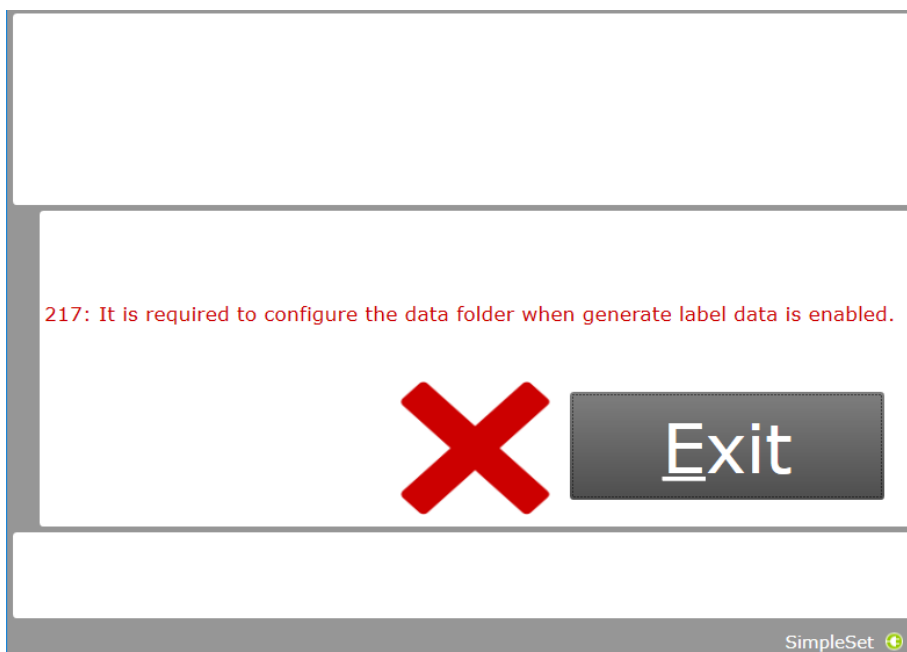 217: It is required to configure the data folder when generate label data is enabled.
Exit
SimpleSet